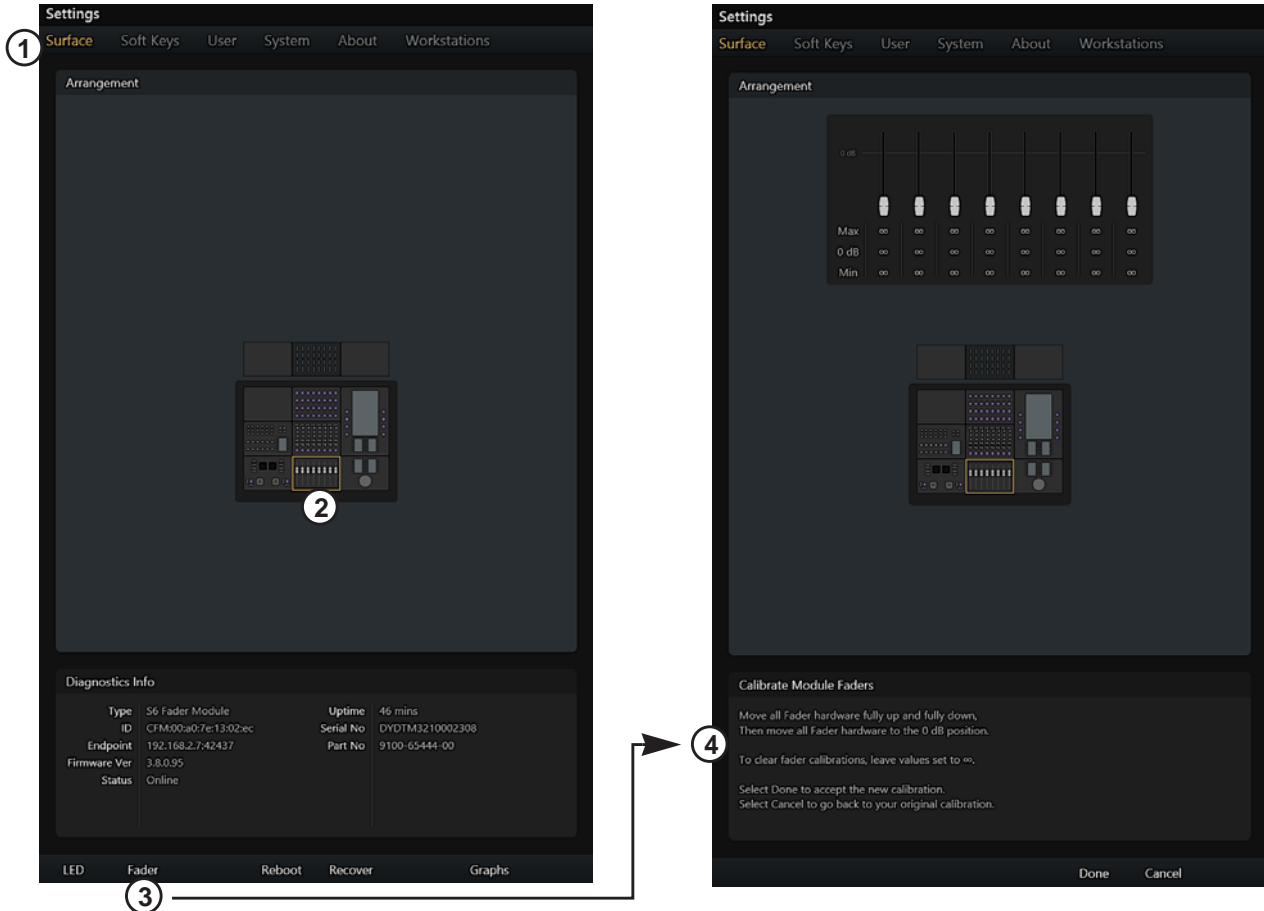 Settings
1
Surface Soft Keys User System About Workstations
Arrangement
2
Diagnostics Info
Type S6 Fader Module Uptime 46 mins
ID CFM:00:a0:7e:13:02:ec Serial No DYDTM3210002308
Endpoint 192.168.2.7:42437 Part No 9100-65444-00
Firmware Ver 3.8.0.95
Status Online
LED Fader Reboot Recover Graphs
3
Settings
Surface Soft Keys User System About Workstations
Arrangement
0 dB
Max ∞ ∞ ∞ ∞ ∞ ∞ ∞ ∞
0 dB ∞ ∞ ∞ ∞ ∞ ∞ ∞ ∞
Min ∞ ∞ ∞ ∞ ∞ ∞ ∞ ∞
Calibrate Module Faders
4
Move all Fader hardware fully up and fully down,
Then move all Fader hardware to the 0 dB position.
To clear fader calibrations, leave values set to ∞.
Select Done to accept the new calibration.
Select Cancel to go back to your original calibration.
Done Cancel